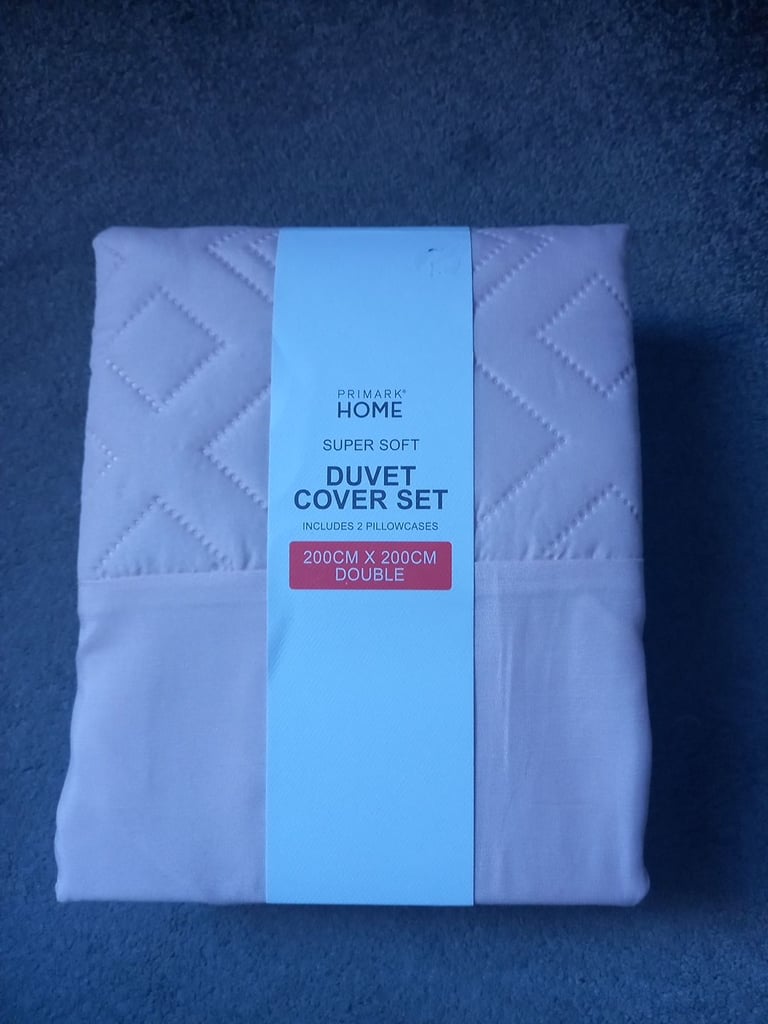 PRIMARK®
HOME
SUPER SOFT
DUVET
COVER SET
INCLUDES 2 PILLOWCASES
200CM X 200CM
DOUBLE